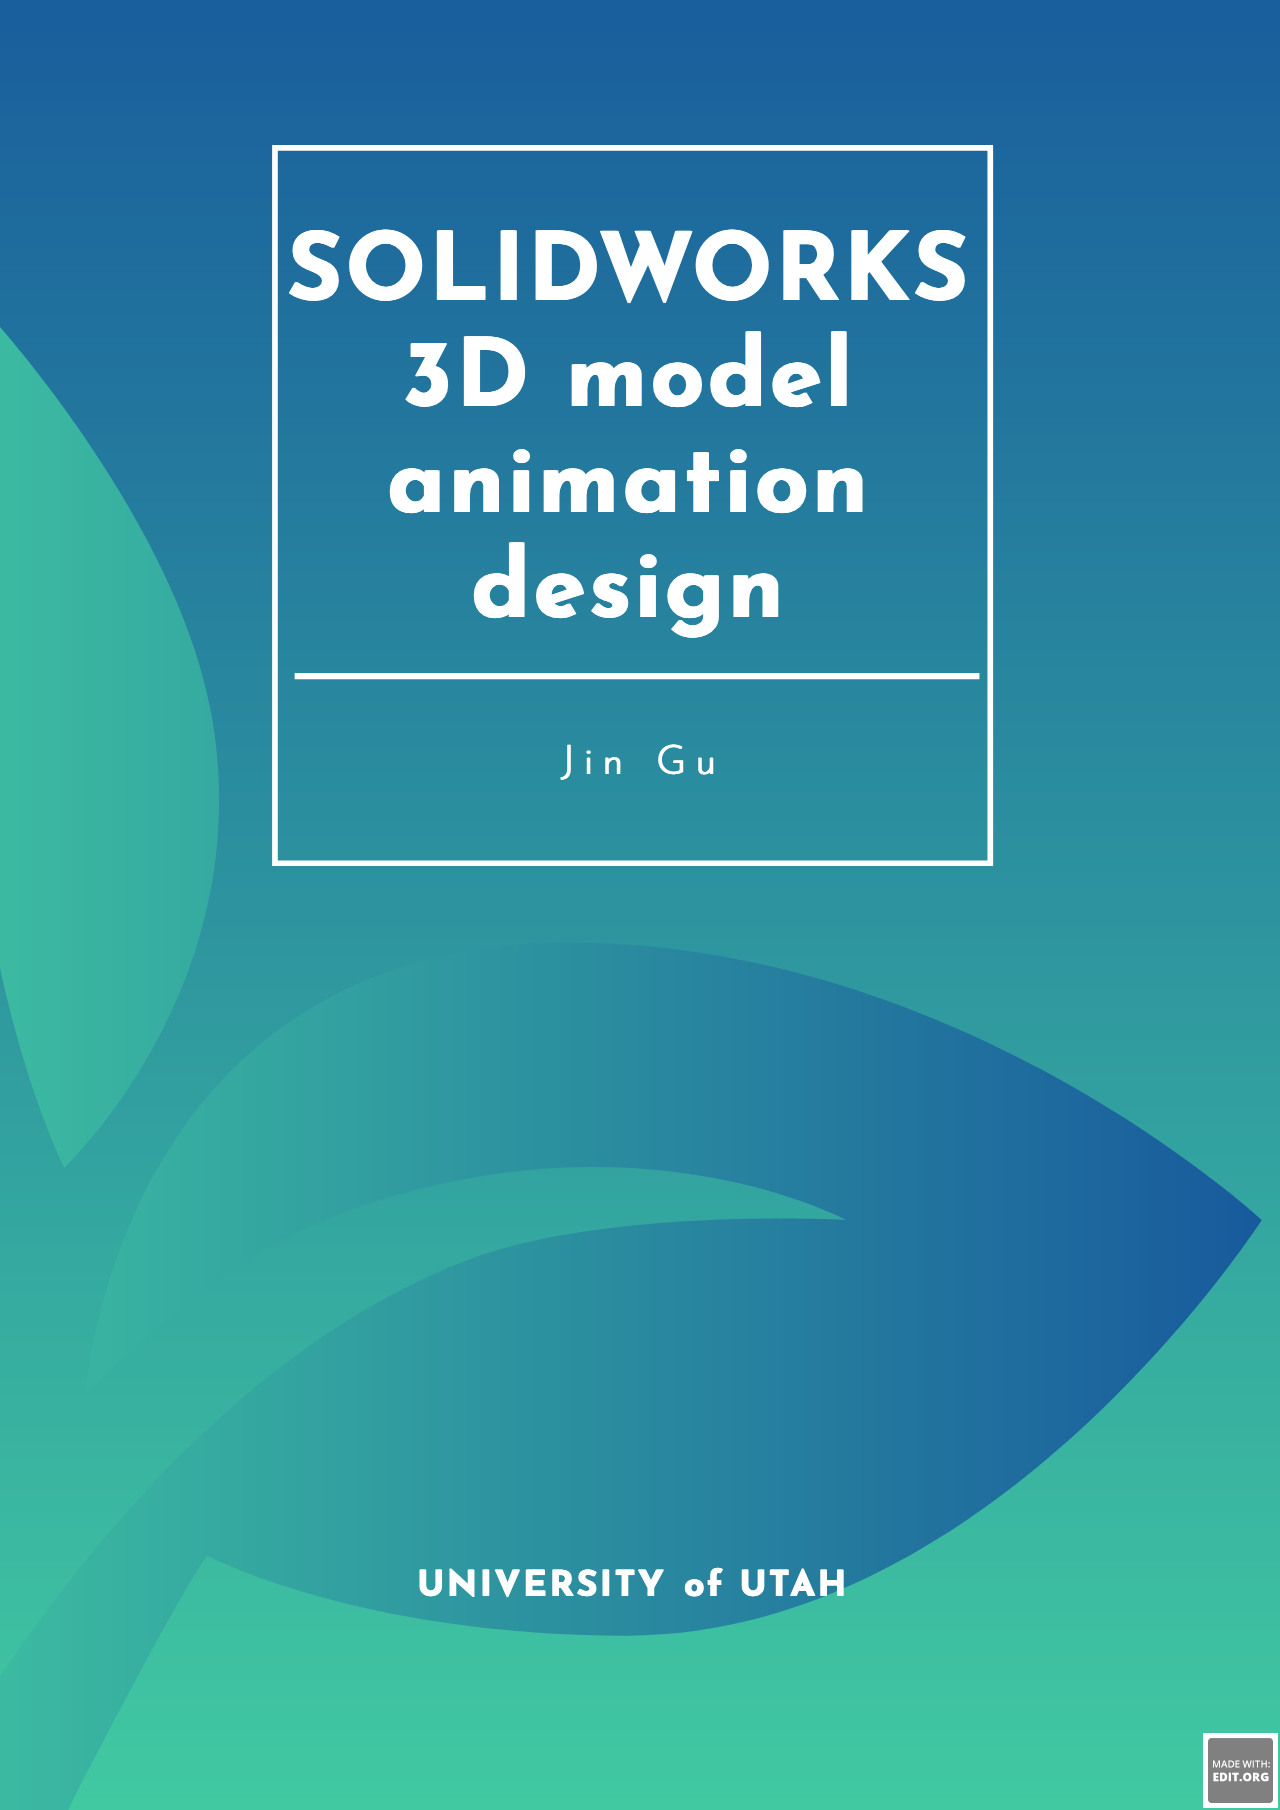 SOLIDWORKS
3D model
animation
design
Jin Gu
UNIVERSITY of UTAH
MADE WITH:
EDIT.ORG